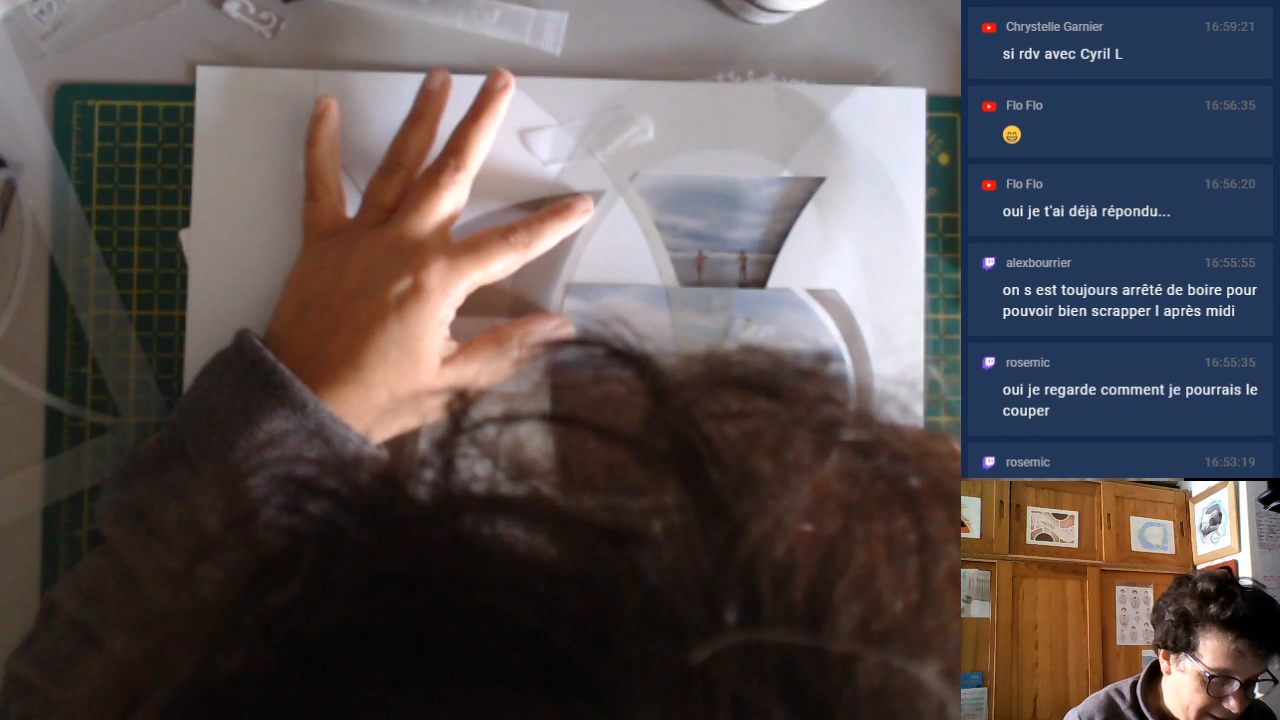 Chrystelle Garnier 16:59:21
si rdv avec Cyril L
Flo Flo 16:56:35
😄
Flo Flo 16:56:20
oui je t'ai déjà répondu...
alexbourrier 16:55:55
on s est toujours arrêté de boire pour
pouvoir bien scrapper l après midi
rosemic 16:55:35
oui je regarde comment je pourrais le
couper
rosemic 16:53:19